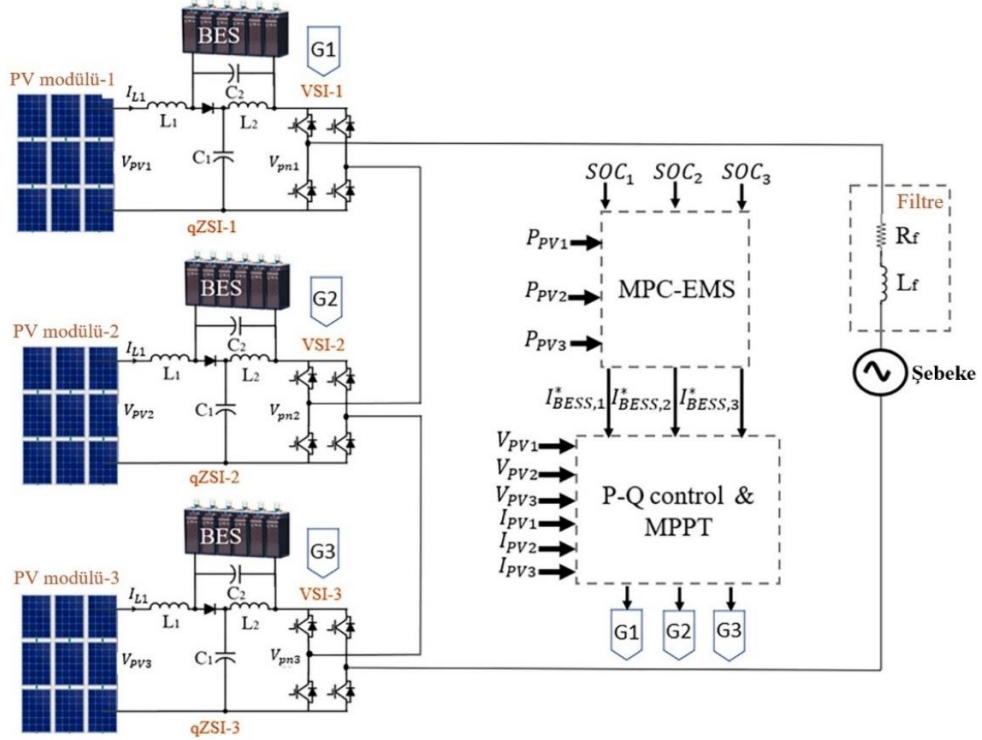 BES
G1
PV modülü-1
VSI-1
I_L1
C2
L1
L2
V_PV1
C1
V_pn1
qZSI-1
BES
G2
PV modülü-2
VSI-2
I_L1
C2
L1
L2
V_PV2
C1
V_pn2
qZSI-2
BES
G3
PV modülü-3
VSI-3
I_L1
C2
L1
L2
V_PV3
C1
V_pn3
qZSI-3
SOC_1 SOC_2 SOC_3
P_PV1
P_PV2
P_PV3
MPC-EMS
I*_BESS,1 I*_BESS,2 I*_BESS,3
V_PV1
V_PV2
V_PV3
I_PV1
I_PV2
I_PV3
P-Q control &
MPPT
G1 G2 G3
Filtre
Rf
Lf
Şebeke